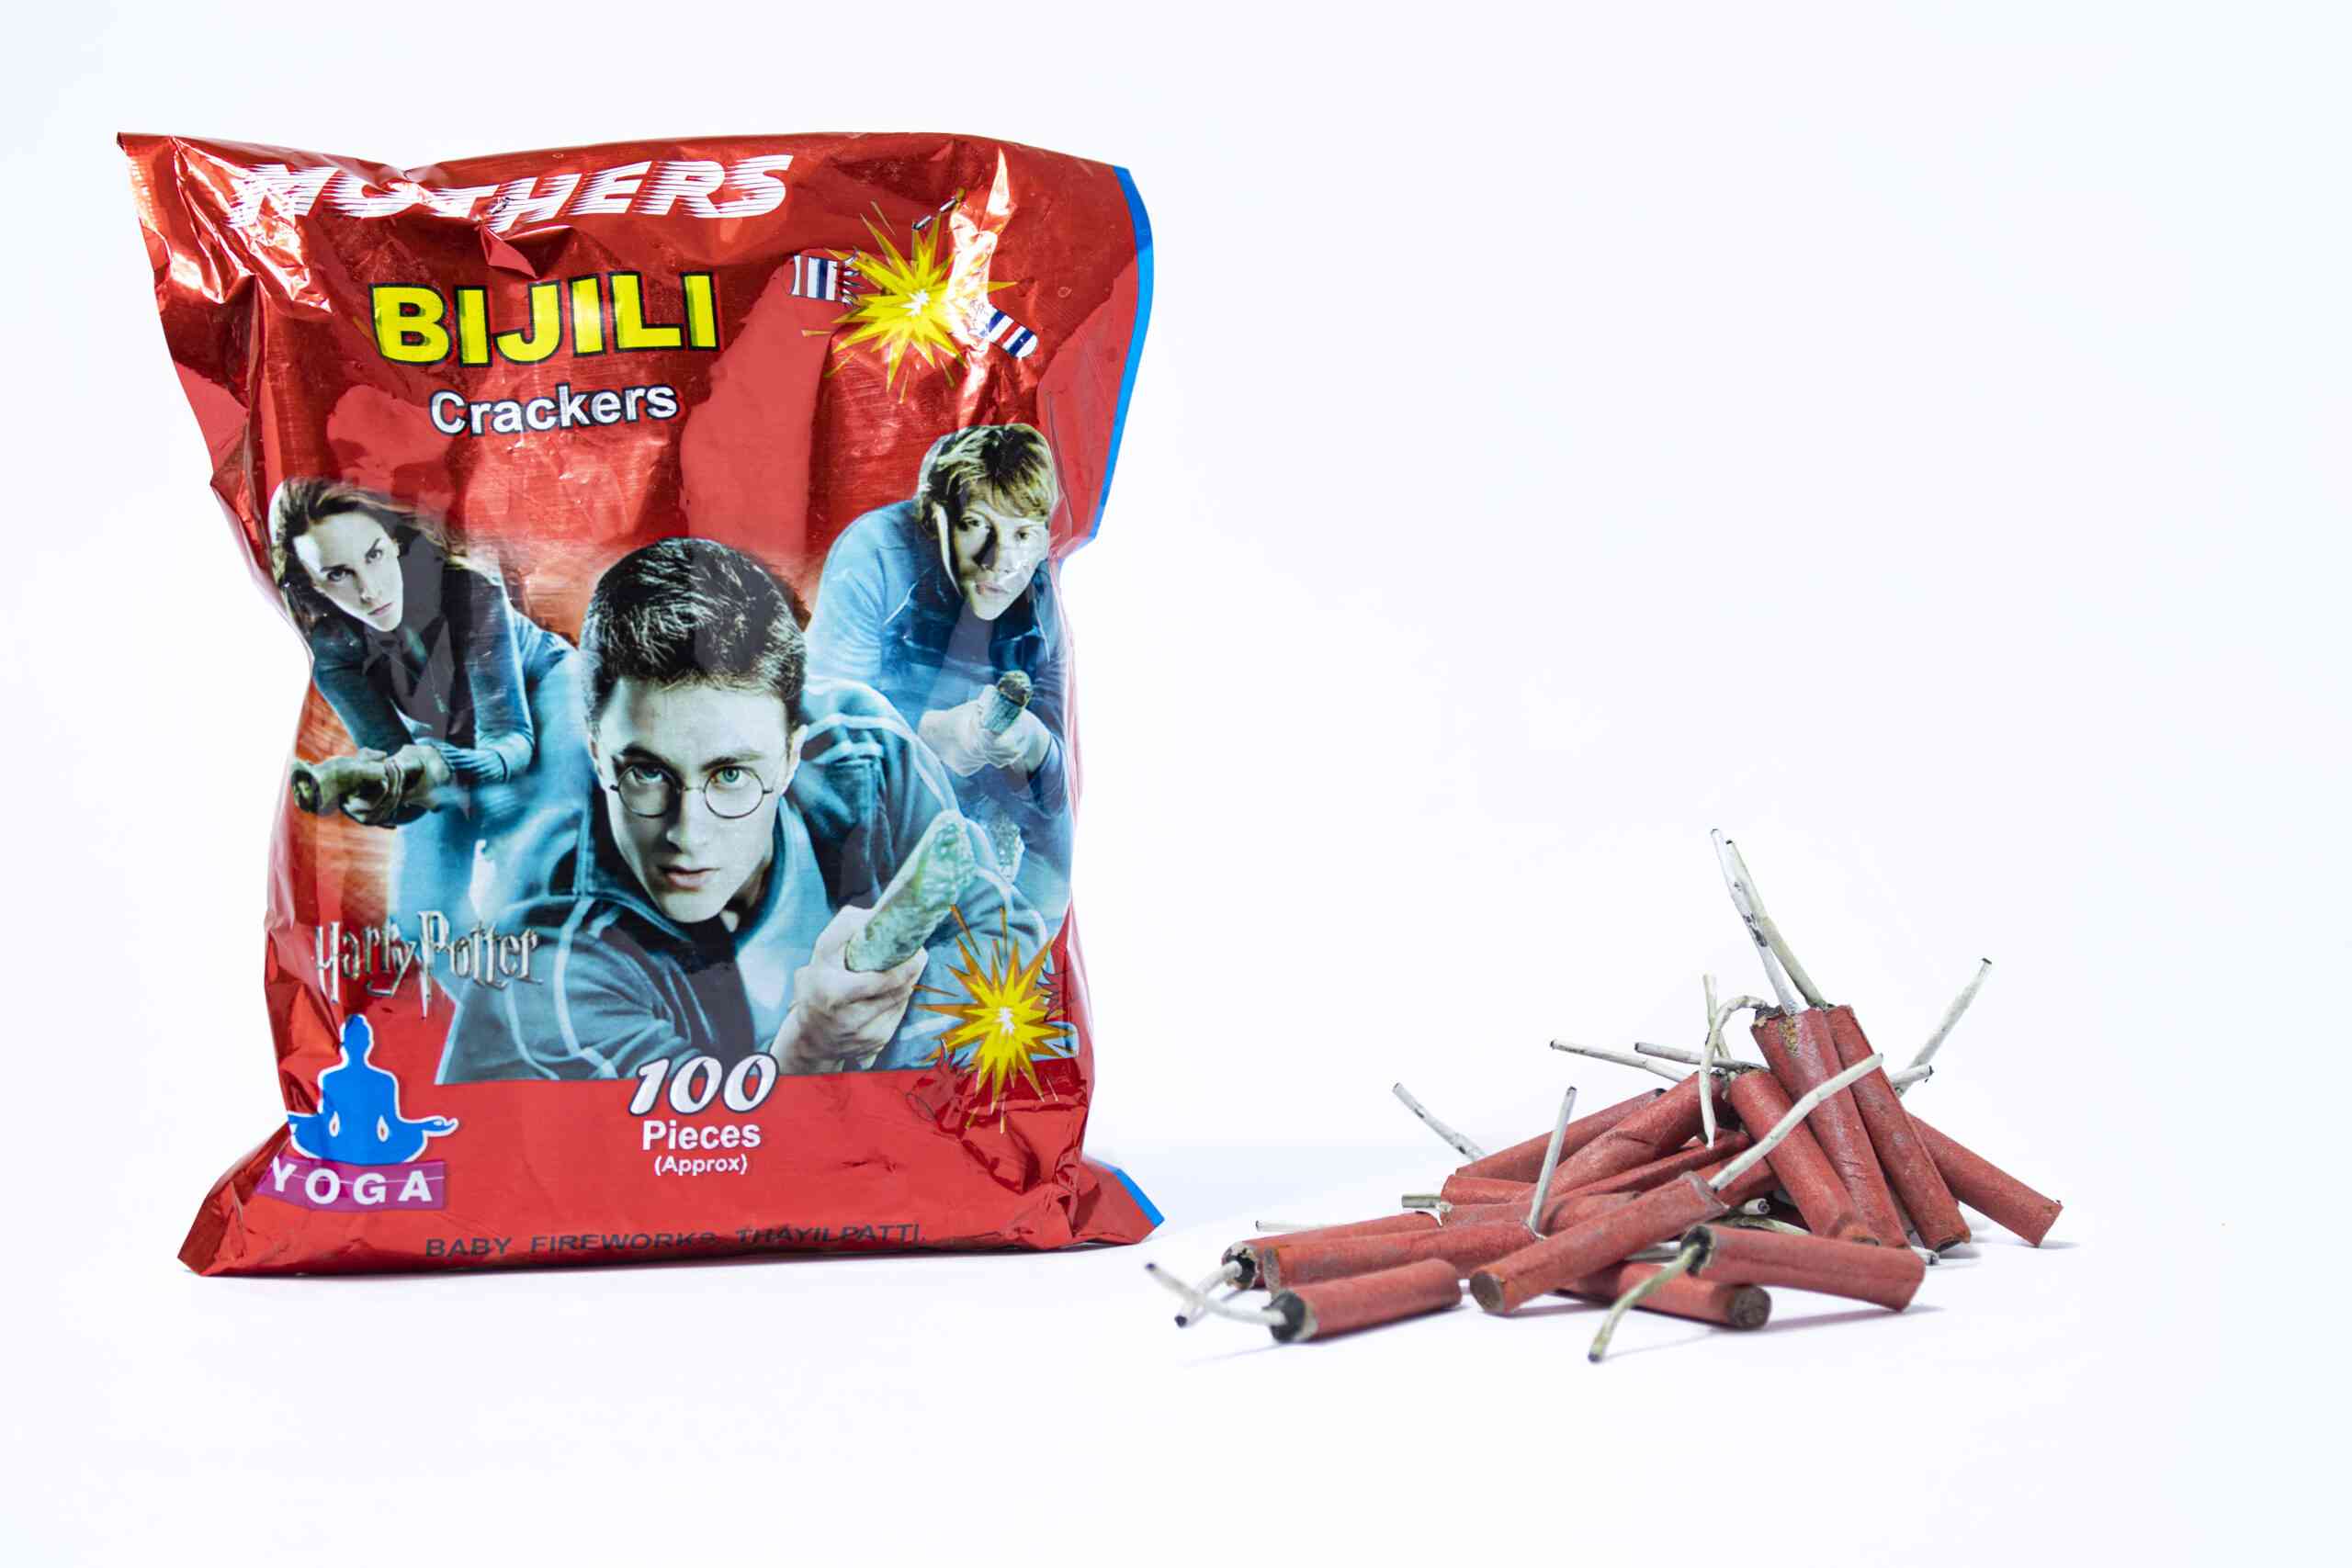 MOTHERS
BIJILI
Crackers
Harry Potter
100
Pieces
(Approx)
YOGA
BABY FIREWORKS, THAYILPATTI.